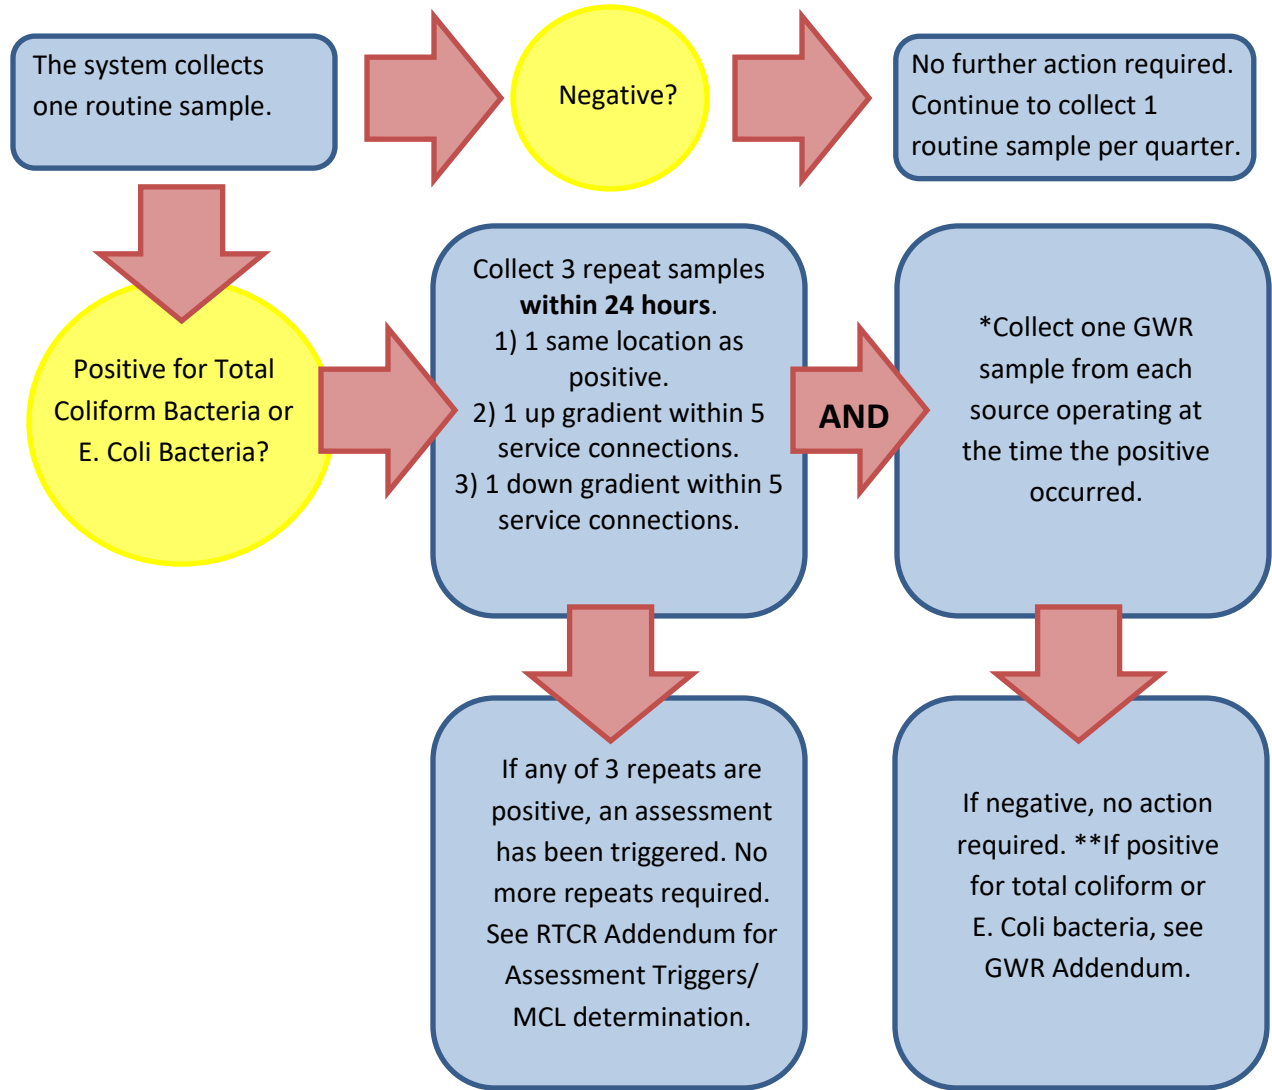 The system collects
one routine sample.
Negative?
No further action required.
Continue to collect 1
routine sample per quarter.
Positive for Total
Coliform Bacteria or
E. Coli Bacteria?
Collect 3 repeat samples
within 24 hours.
1) 1 same location as
positive.
2) 1 up gradient within 5
service connections.
3) 1 down gradient within 5
service connections.
AND
*Collect one GWR
sample from each
source operating at
the time the positive
occurred.
If any of 3 repeats are
positive, an assessment
has been triggered. No
more repeats required.
See RTCR Addendum for
Assessment Triggers/
MCL determination.
If negative, no action
required. **If positive
for total coliform or
E. Coli bacteria, see
GWR Addendum.